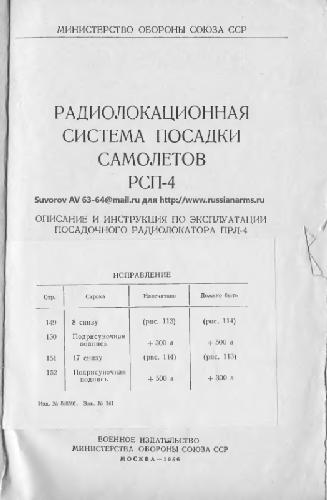 МИНИСТЕРСТВО ОБОРОНЫ СОЮЗА ССР
РАДИОЛОКАЦИОННАЯ
СИСТЕМА ПОСАДКИ
САМОЛЕТОВ
РСП-4
Suvorov AV 63-64@mail.ru для http://www.russianarms.ru
ОПИСАНИЕ И ИНСТРУКЦИЯ ПО ЭКСПЛУАТАЦИИ
ПОСАДОЧНОГО РАДИОЛОКАТОРА ПРЛ-4
ИСПРАВЛЕНИЕ
Стр. Строка Напечатано Должно быть
149 8 снизу (рис. 113) (рис. 114)
150 Подрисуночная + 300 в + 500 в
подпись
151 17 снизу (рис. 114) (рис. 113)
152 Подрисуночная + 500 в + 300 в
подпись
Изд. № Зак. № 341
ВОЕННОЕ ИЗДАТЕЛЬСТВО
МИНИСТЕРСТВА ОБОРОНЫ СОЮЗА ССР
МОСКВА—1966